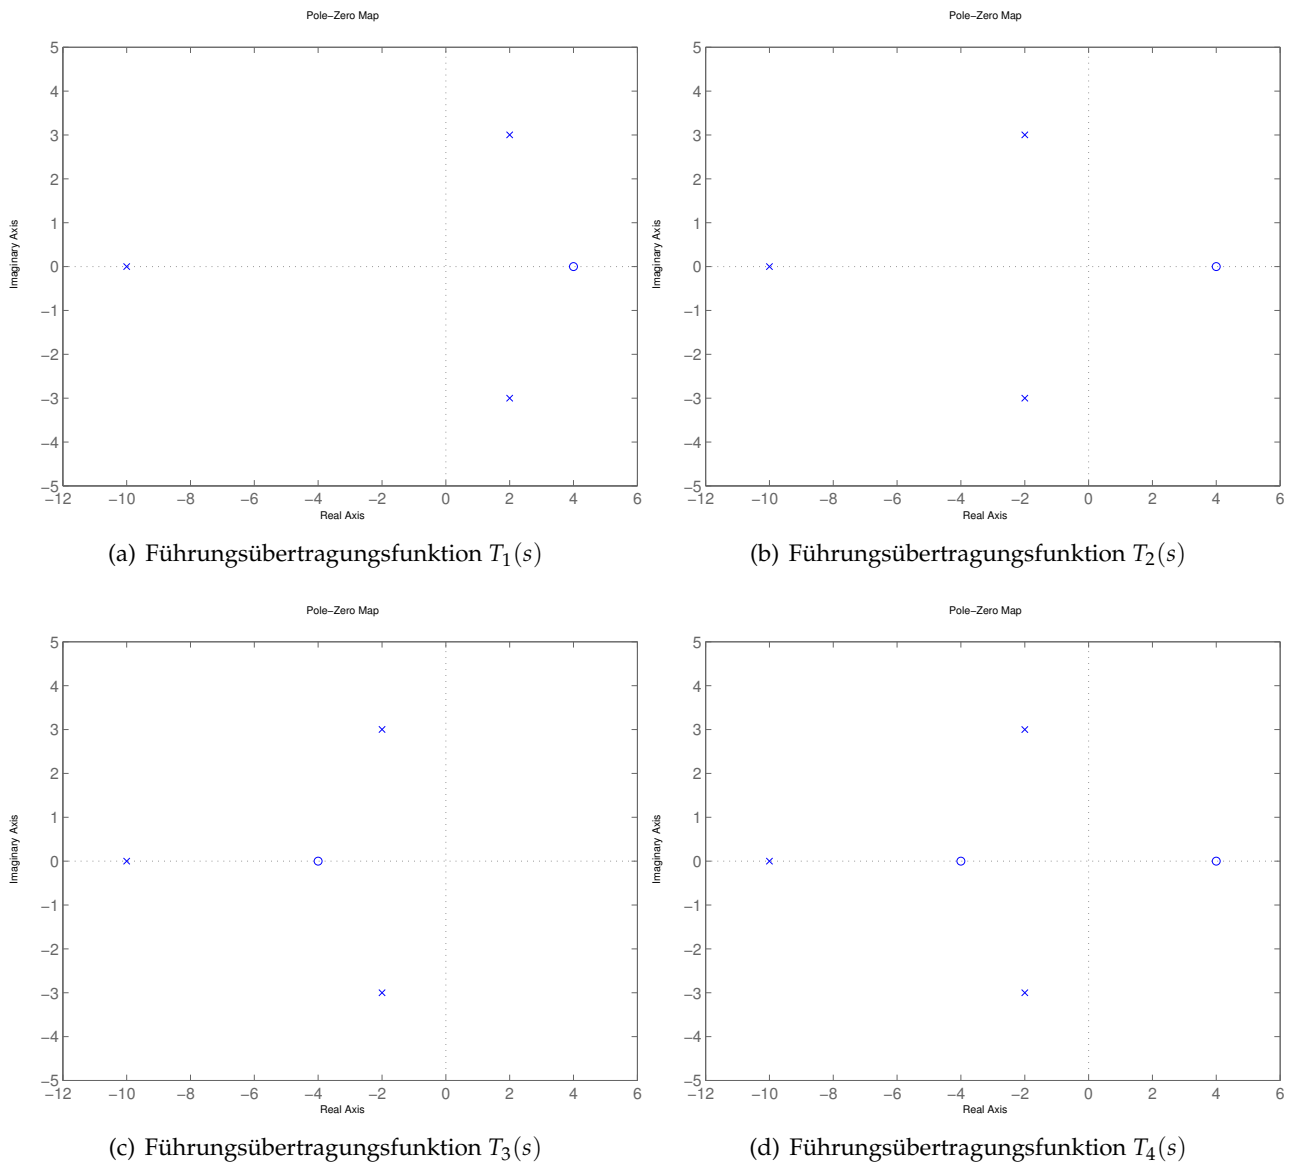 Pole–Zero Map
5
4
3
2
1
0
−1
−2
−3
−4
−5
−12 −10 −8 −6 −4 −2 0 2 4 6
Imaginary Axis
Real Axis
(a) Führungsübertragungsfunktion T₁(s)
Pole–Zero Map
5
4
3
2
1
0
−1
−2
−3
−4
−5
−12 −10 −8 −6 −4 −2 0 2 4 6
Imaginary Axis
Real Axis
(b) Führungsübertragungsfunktion T₂(s)
Pole–Zero Map
5
4
3
2
1
0
−1
−2
−3
−4
−5
−12 −10 −8 −6 −4 −2 0 2 4 6
Imaginary Axis
Real Axis
(c) Führungsübertragungsfunktion T₃(s)
Pole–Zero Map
5
4
3
2
1
0
−1
−2
−3
−4
−5
−12 −10 −8 −6 −4 −2 0 2 4 6
Imaginary Axis
Real Axis
(d) Führungsübertragungsfunktion T₄(s)